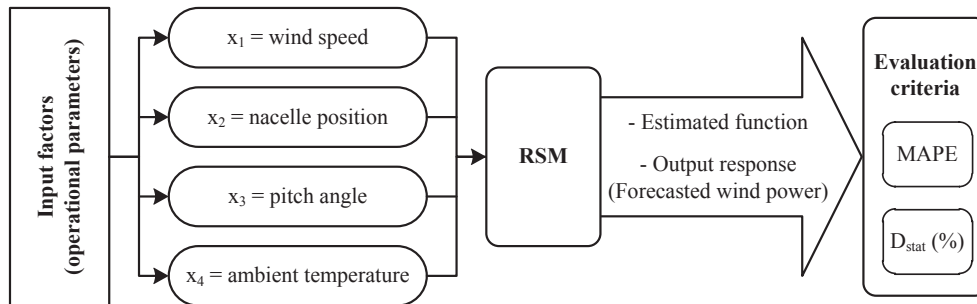 Input factors
(operational parameters)
x₁ = wind speed
x₂ = nacelle position
x₃ = pitch angle
x₄ = ambient temperature
RSM
- Estimated function
- Output response
(Forecasted wind power)
Evaluation
criteria
MAPE
Dstat (%)